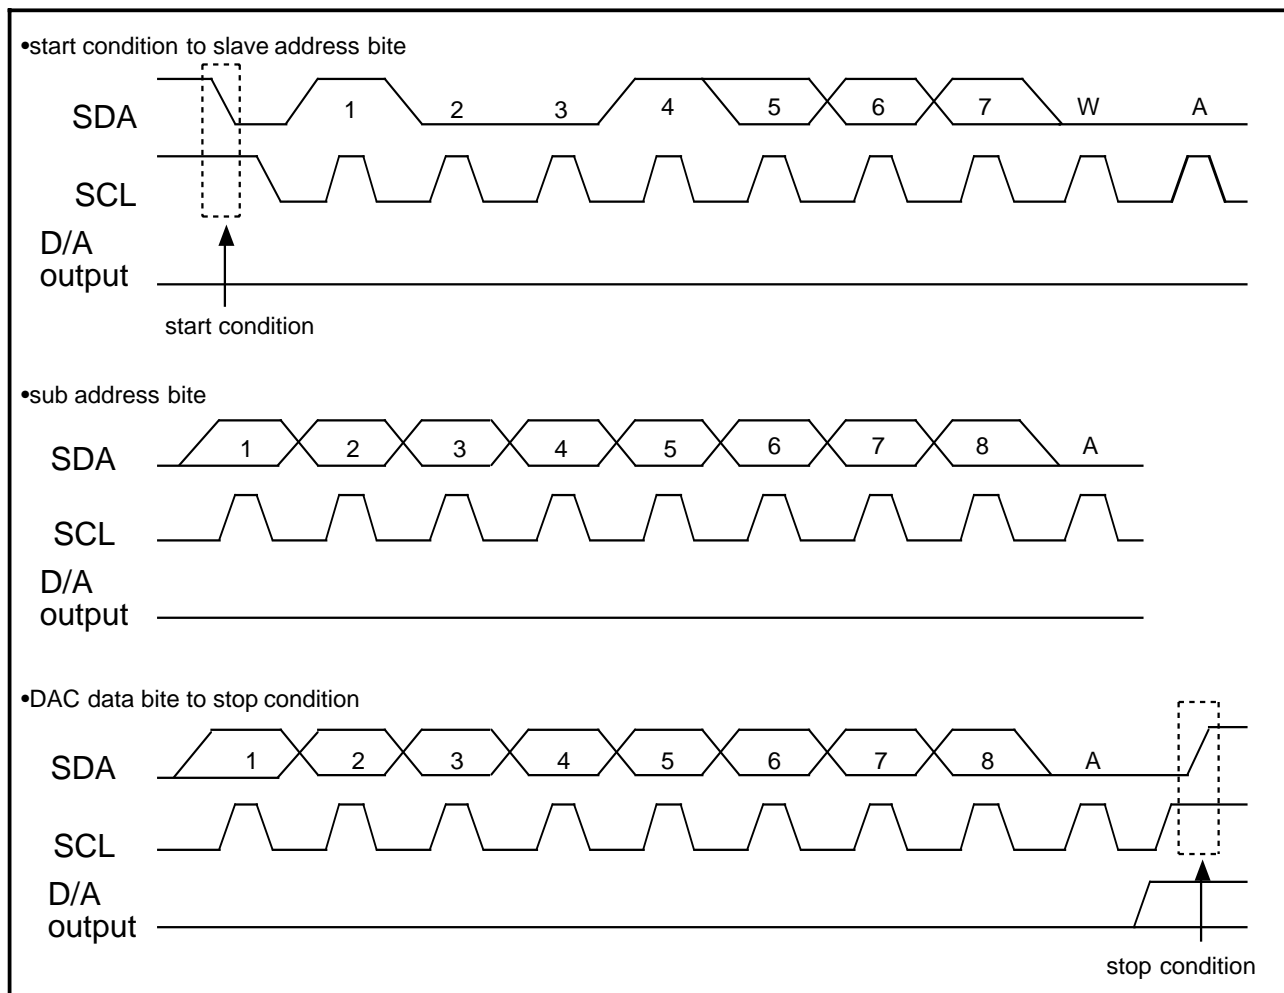 •start condition to slave address bite
SDA 1 2 3 4 5 6 7 W A
SCL
D/A
output
start condition
•sub address bite
SDA 1 2 3 4 5 6 7 8 A
SCL
D/A
output
•DAC data bite to stop condition
SDA 1 2 3 4 5 6 7 8 A
SCL
D/A
output
stop condition